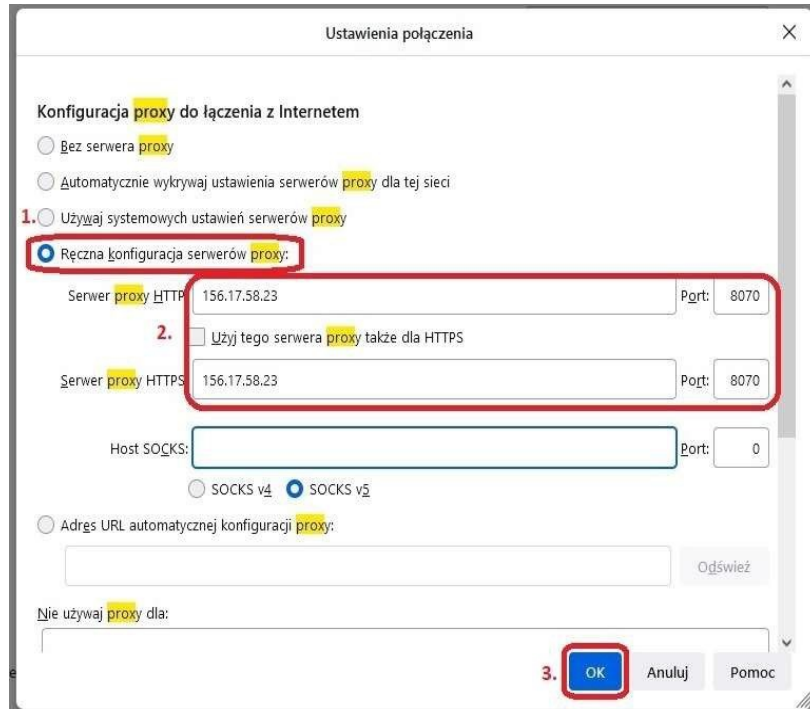 Ustawienia połączenia
Konfiguracja proxy do łączenia z Internetem
Bez serwera proxy
Automatycznie wykrywaj ustawienia serwerów proxy dla tej sieci
1. Używaj systemowych ustawień serwerów proxy
Ręczna konfiguracja serwerów proxy:
Serwer proxy HTTP 156.17.58.23 Port: 8070
2. Użyj tego serwera proxy także dla HTTPS
Serwer proxy HTTPS 156.17.58.23 Port: 8070
Host SOCKS: Port: 0
SOCKS v4 SOCKS v5
Adres URL automatycznej konfiguracji proxy:
Odśwież
Nie używaj proxy dla:
3. OK Anuluj Pomoc